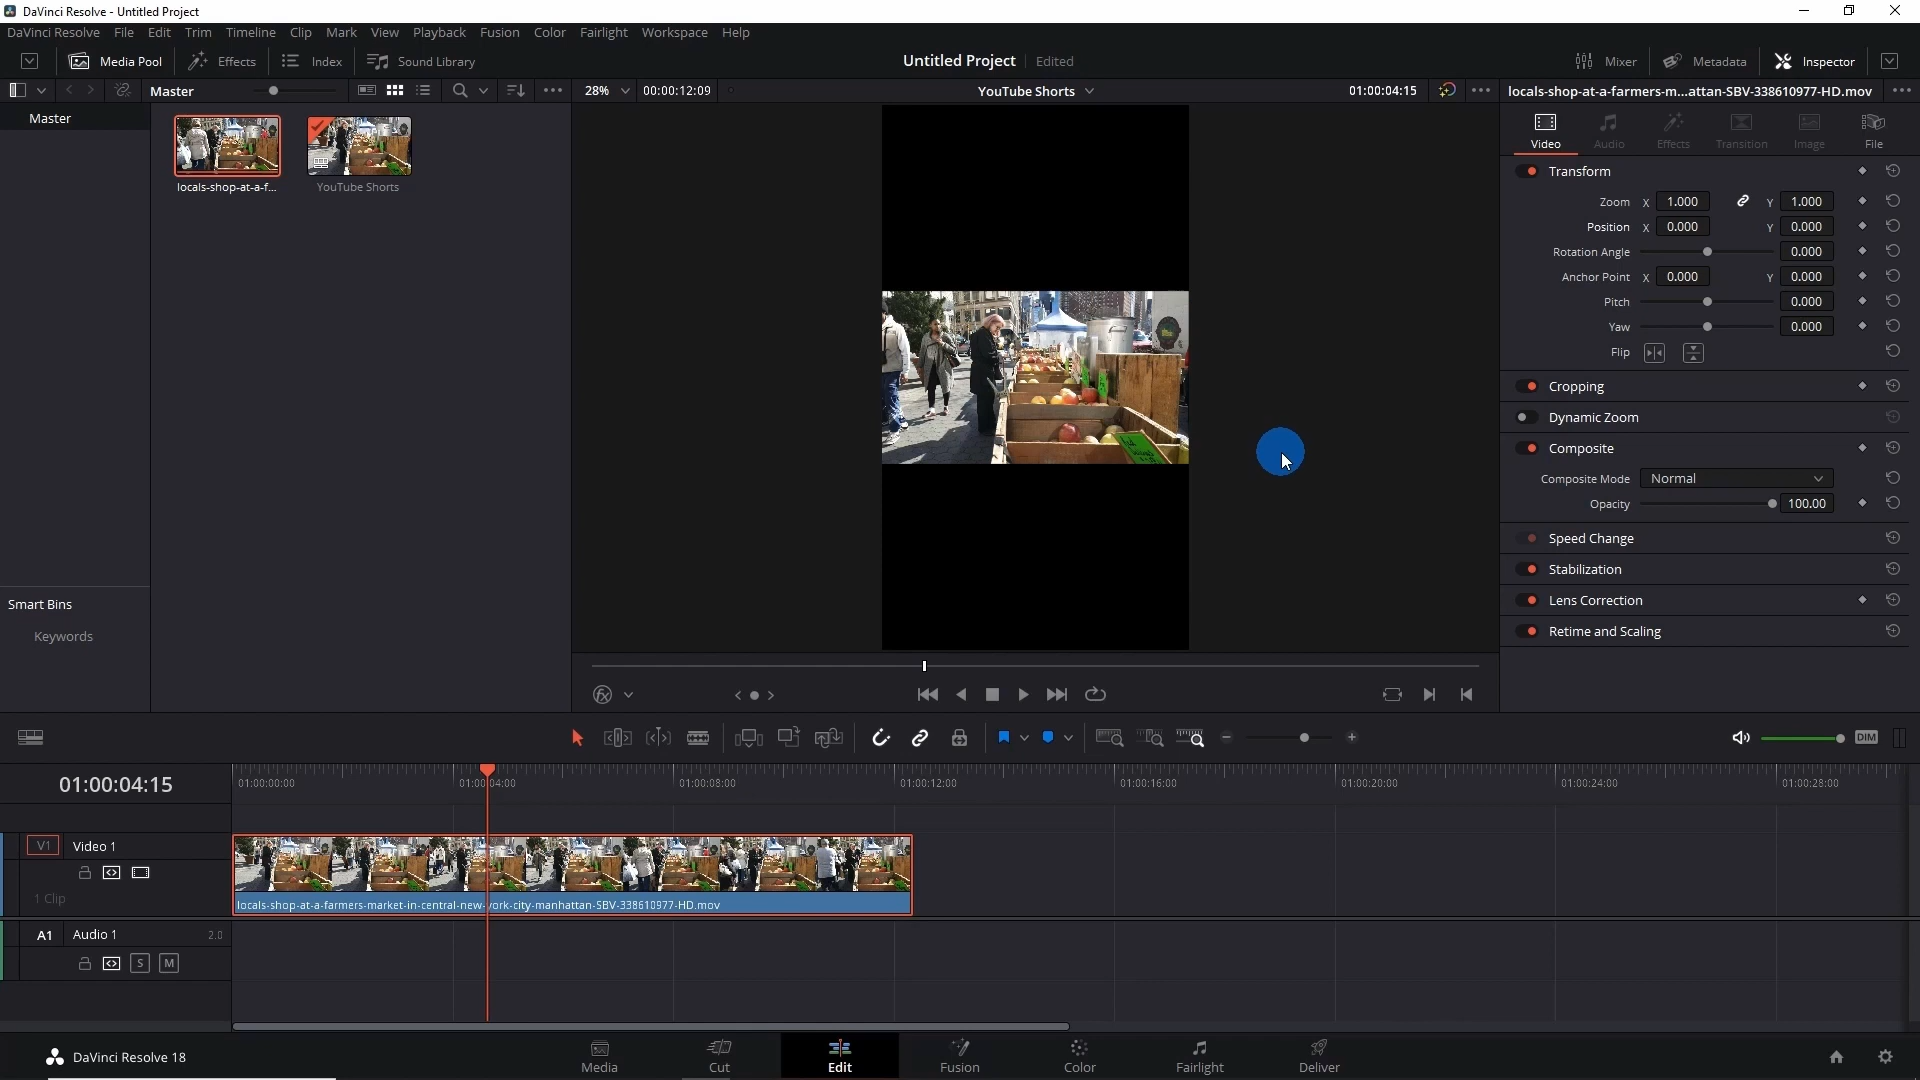 DaVinci Resolve - Untitled Project
DaVinci Resolve File Edit Trim Timeline Clip Mark View Playback Fusion Color Fairlight Workspace Help
Media Pool Effects Index Sound Library Untitled Project Edited Mixer Metadata Inspector
Master 28% 00:00:12:09 YouTube Shorts 01:00:04:15 locals-shop-at-a-farmers-m...attan-SBV-338610977-HD.mov
Master
locals-shop-at-a-f... YouTube Shorts
Video Audio Effects Transition Image File
Transform
Zoom X 1.000 Y 1.000
Position X 0.000 Y 0.000
Rotation Angle 0.000
Anchor Point X 0.000 Y 0.000
Pitch 0.000
Yaw 0.000
Flip
Cropping
Dynamic Zoom
Composite
Composite Mode Normal
Opacity 100.00
Speed Change
Stabilization
Lens Correction
Retime and Scaling
Smart Bins
Keywords
DIM
01:00:04:15
01:00:00:00 01:00:04:00 01:00:08:00 01:00:12:00 01:00:16:00 01:00:20:00 01:00:24:00 01:00:28:00
V1 Video 1
1 Clip
locals-shop-at-a-farmers-market-in-central-new-york-city-manhattan-SBV-338610977-HD.mov
A1 Audio 1 2.0
S M
DaVinci Resolve 18
Media Cut Edit Fusion Color Fairlight Deliver